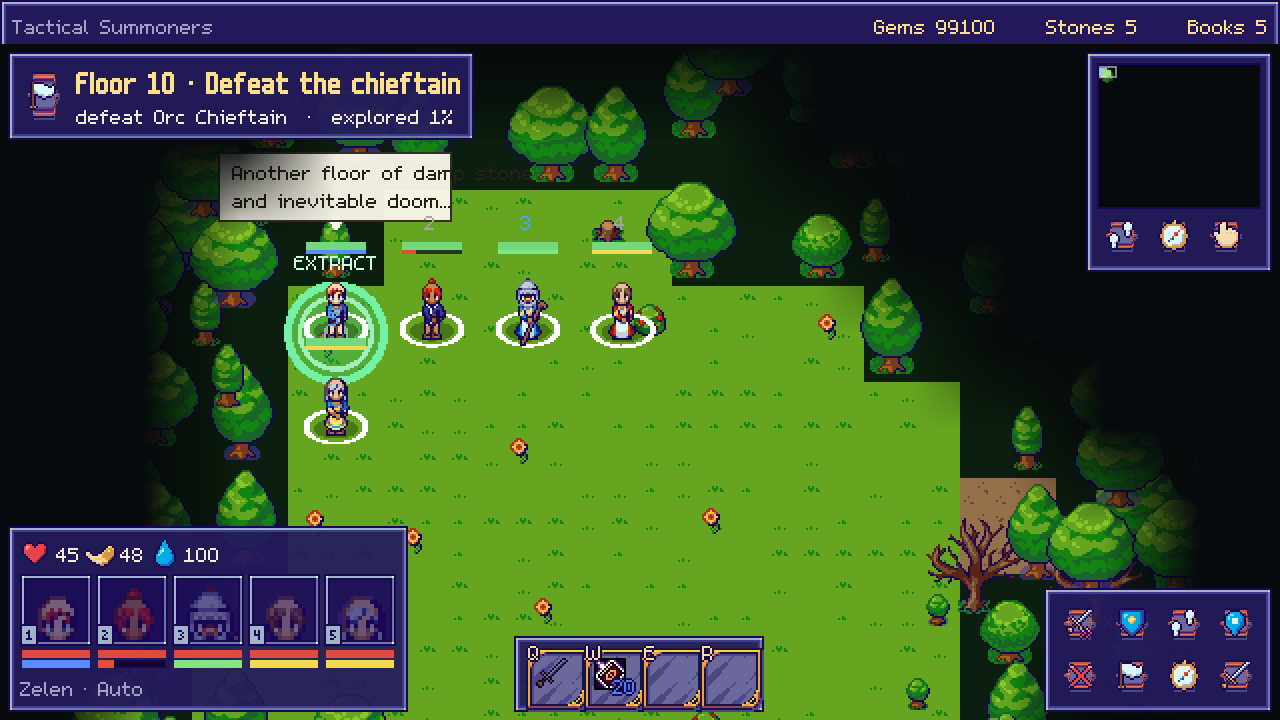 Tactical Summoners
Gems 99100 Stones 5 Books 5
Floor 10 · Defeat the chieftain
defeat Orc Chieftain · explored 1%
Another floor of damp stone
and inevitable doom...
2 3 4
EXTRACT
45 48 100
1 2 3 4 5
Zelen · Auto
Q W E R
20